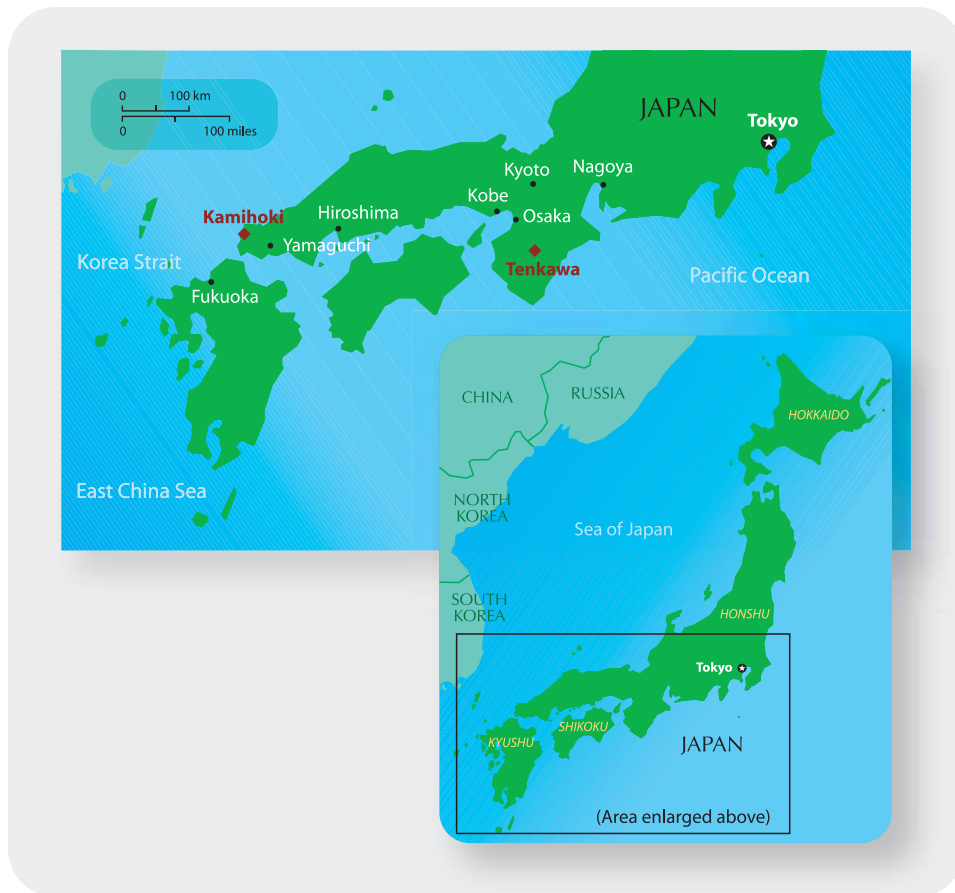 0 100 km
0 100 miles
JAPAN
Tokyo
Kyoto
Nagoya
Kobe
Osaka
Kamihoki
Hiroshima
Yamaguchi
Korea Strait
Tenkawa
Pacific Ocean
Fukuoka
East China Sea
CHINA
RUSSIA
HOKKAIDO
NORTH
KOREA
Sea of Japan
SOUTH
KOREA
HONSHU
Tokyo
SHIKOKU
KYUSHU
JAPAN
(Area enlarged above)